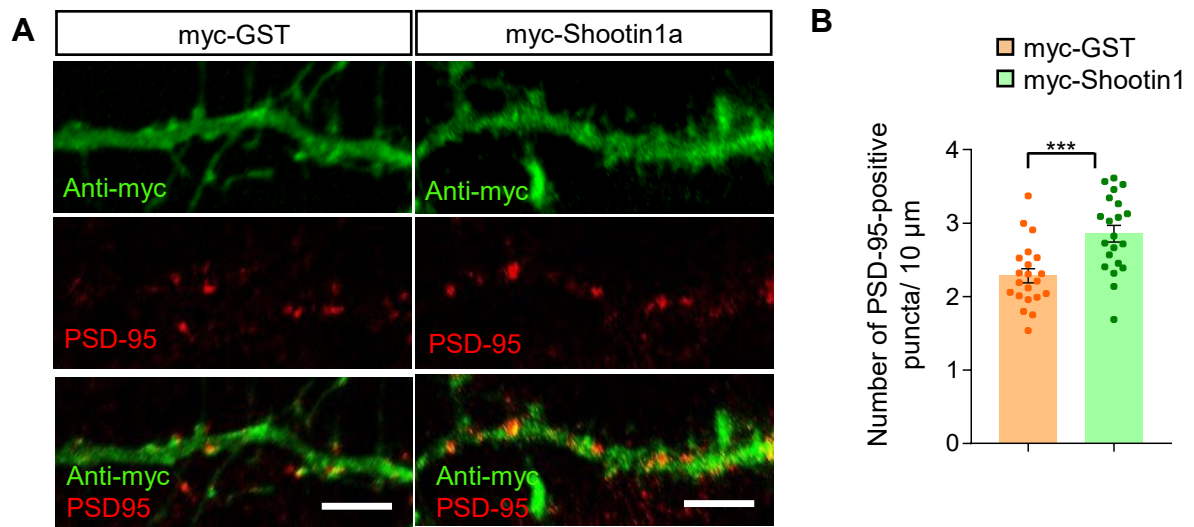 A
myc-GST
myc-Shootin1a
Anti-myc
Anti-myc
PSD-95
PSD-95
Anti-myc
PSD95
Anti-myc
PSD-95
B
myc-GST
myc-Shootin1
***
Number of PSD-95-positive
puncta/ 10 µm
4
3
2
1
0